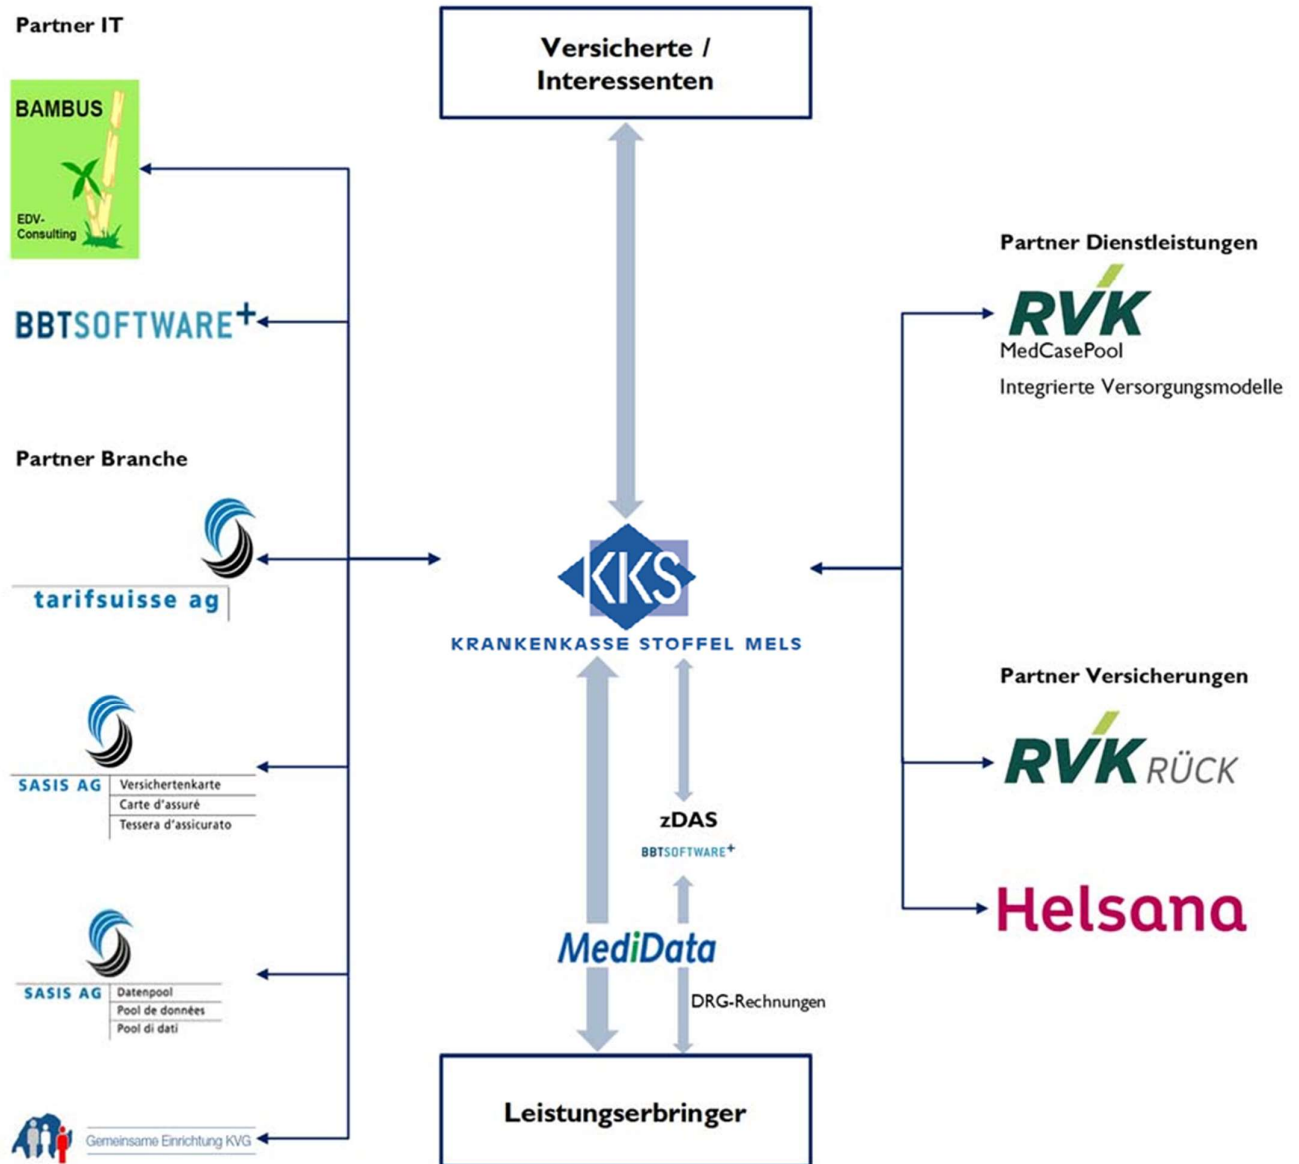 Partner IT
BAMBUS
EDV-
Consulting
BBTSOFTWARE+
Partner Branche
tarifsuisse ag
SASIS AG
Versichertenkarte
Carte d'assuré
Tessera d'assicurato
SASIS AG
Datenpool
Pool de données
Pool di dati
Gemeinsame Einrichtung KVG
Versicherte /
Interessenten
KKS
KRANKENKASSE STOFFEL MELS
zDAS
BBTSOFTWARE+
MediData
DRG-Rechnungen
Leistungserbringer
Partner Dienstleistungen
RVK
MedCasePool
Integrierte Versorgungsmodelle
Partner Versicherungen
RVK RÜCK
Helsana